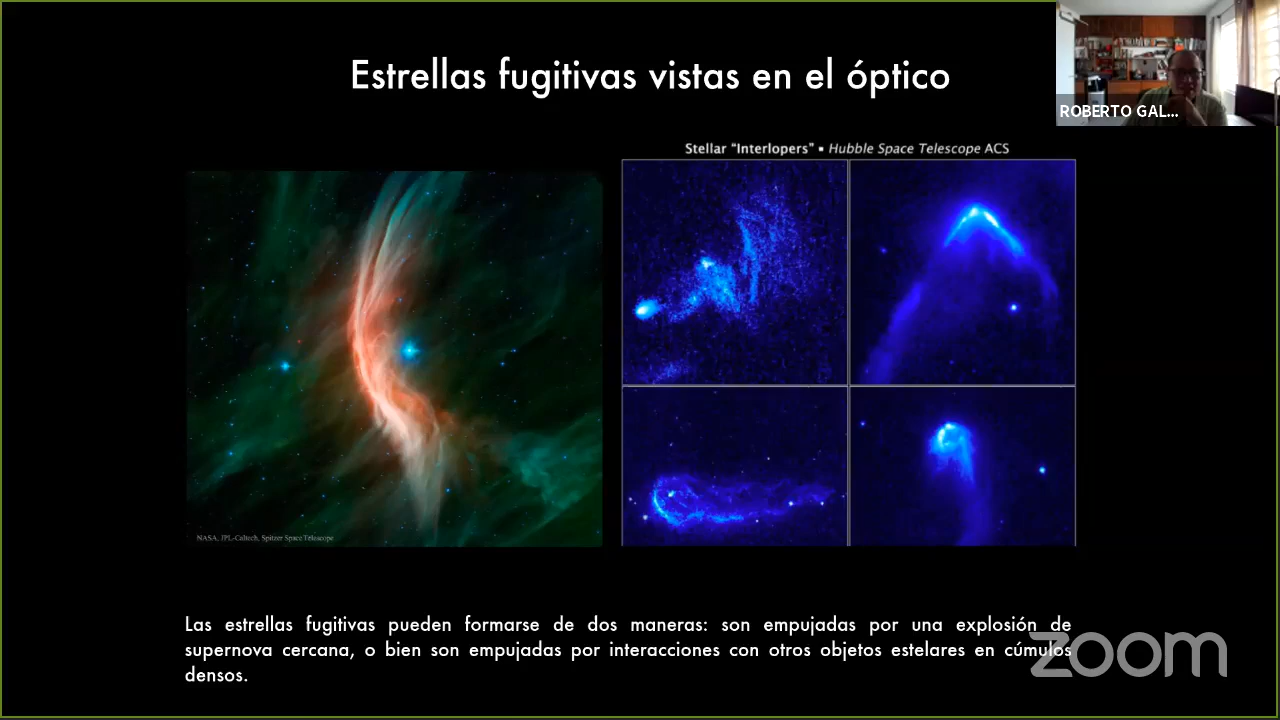 Estrellas fugitivas vistas en el óptico
ROBERTO GAL...
Stellar "Interlopers" ▪ Hubble Space Telescope ACS
NASA, JPL-Caltech, Spitzer Space Telescope
Las estrellas fugitivas pueden formarse de dos maneras: son empujadas por una explosión de
supernova cercana, o bien son empujadas por interacciones con otros objetos estelares en cúmulos
densos.
zoom